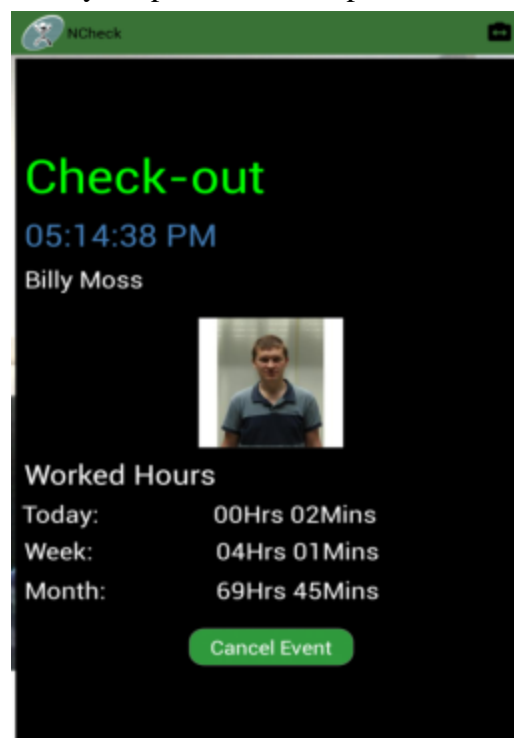 NCheck
Check-out
05:14:38 PM
Billy Moss
Worked Hours
Today: 00Hrs 02Mins
Week: 04Hrs 01Mins
Month: 69Hrs 45Mins
Cancel Event